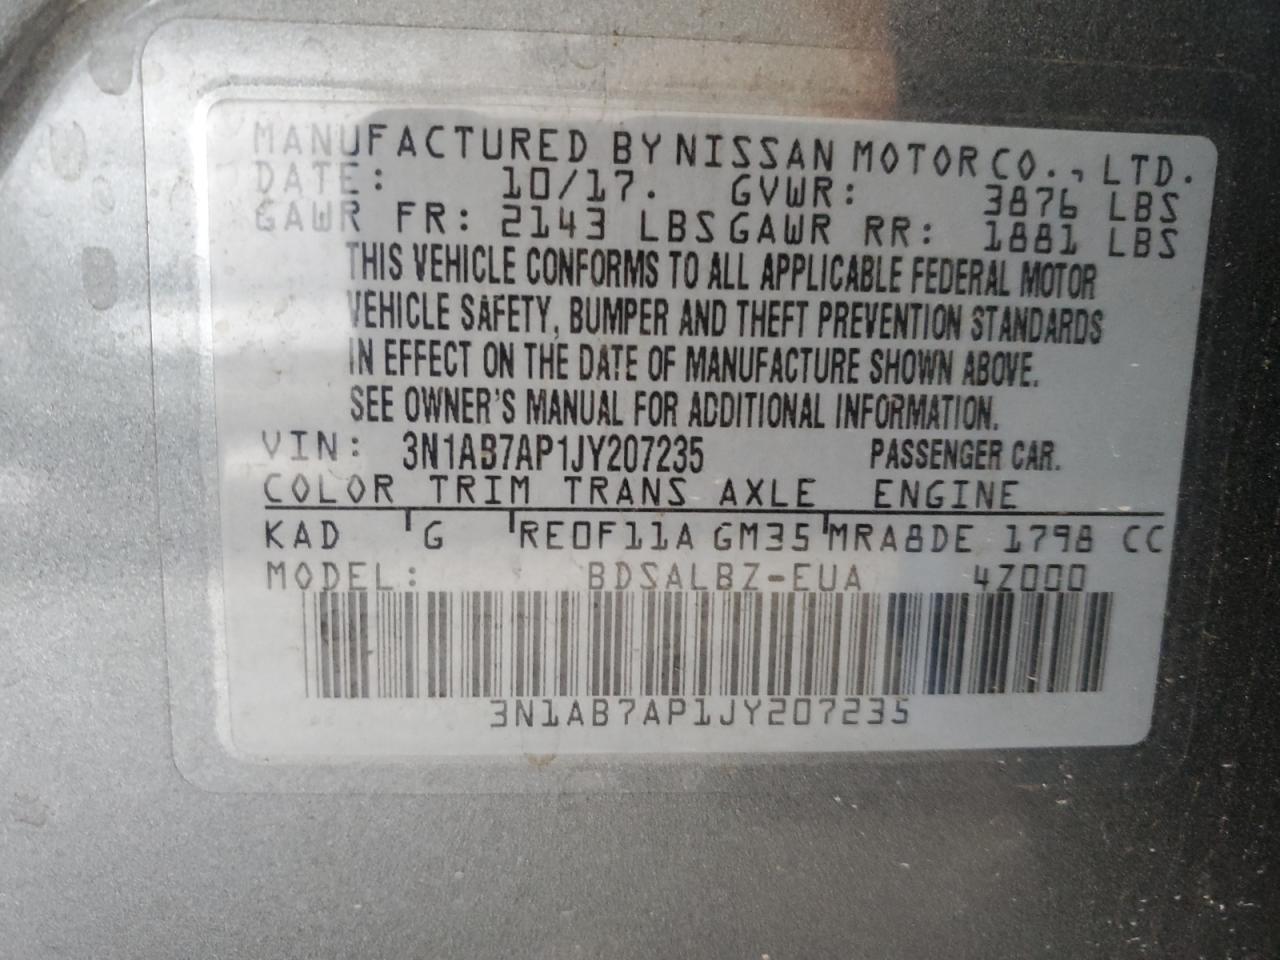 MANUFACTURED BY NISSAN MOTOR CO., LTD.
DATE: 10/17. GVWR: 3876 LBS
GAWR FR: 2143 LBS GAWR RR: 1881 LBS
THIS VEHICLE CONFORMS TO ALL APPLICABLE FEDERAL MOTOR
VEHICLE SAFETY, BUMPER AND THEFT PREVENTION STANDARDS
IN EFFECT ON THE DATE OF MANUFACTURE SHOWN ABOVE.
SEE OWNER'S MANUAL FOR ADDITIONAL INFORMATION.
VIN: 3N1AB7AP1JY207235 PASSENGER CAR.
COLOR TRIM TRANS AXLE ENGINE
KAD G RE0F11A GM35 MRA8DE 1798 CC
MODEL: BDSALBZ-EUA 4Z000
3N1AB7AP1JY207235